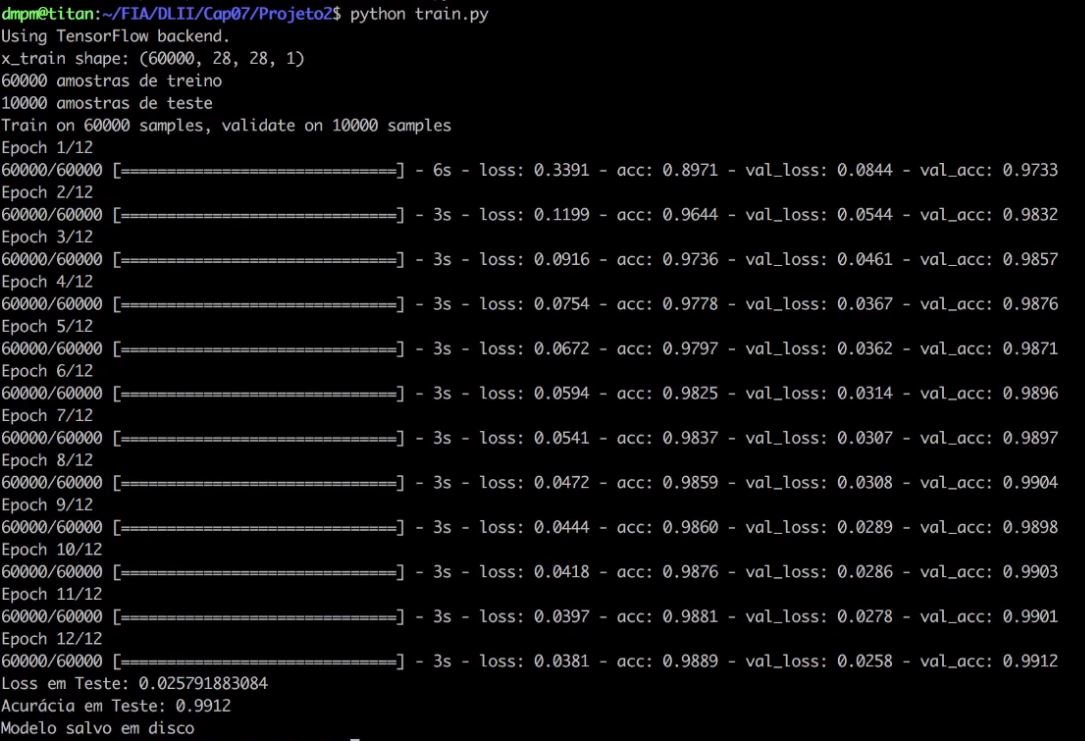 dmpm@titan:~/FIA/DLII/Cap07/Projeto2$ python train.py
Using TensorFlow backend.
x_train shape: (60000, 28, 28, 1)
60000 amostras de treino
10000 amostras de teste
Train on 60000 samples, validate on 10000 samples
Epoch 1/12
60000/60000 [==============================] - 6s - loss: 0.3391 - acc: 0.8971 - val_loss: 0.0844 - val_acc: 0.9733
Epoch 2/12
60000/60000 [==============================] - 3s - loss: 0.1199 - acc: 0.9644 - val_loss: 0.0544 - val_acc: 0.9832
Epoch 3/12
60000/60000 [==============================] - 3s - loss: 0.0916 - acc: 0.9736 - val_loss: 0.0461 - val_acc: 0.9857
Epoch 4/12
60000/60000 [==============================] - 3s - loss: 0.0754 - acc: 0.9778 - val_loss: 0.0367 - val_acc: 0.9876
Epoch 5/12
60000/60000 [==============================] - 3s - loss: 0.0672 - acc: 0.9797 - val_loss: 0.0362 - val_acc: 0.9871
Epoch 6/12
60000/60000 [==============================] - 3s - loss: 0.0594 - acc: 0.9825 - val_loss: 0.0314 - val_acc: 0.9896
Epoch 7/12
60000/60000 [==============================] - 3s - loss: 0.0541 - acc: 0.9837 - val_loss: 0.0307 - val_acc: 0.9897
Epoch 8/12
60000/60000 [==============================] - 3s - loss: 0.0472 - acc: 0.9859 - val_loss: 0.0308 - val_acc: 0.9904
Epoch 9/12
60000/60000 [==============================] - 3s - loss: 0.0444 - acc: 0.9860 - val_loss: 0.0289 - val_acc: 0.9898
Epoch 10/12
60000/60000 [==============================] - 3s - loss: 0.0418 - acc: 0.9876 - val_loss: 0.0286 - val_acc: 0.9903
Epoch 11/12
60000/60000 [==============================] - 3s - loss: 0.0397 - acc: 0.9881 - val_loss: 0.0278 - val_acc: 0.9901
Epoch 12/12
60000/60000 [==============================] - 3s - loss: 0.0381 - acc: 0.9889 - val_loss: 0.0258 - val_acc: 0.9912
Loss em Teste: 0.025791883084
Acurácia em Teste: 0.9912
Modelo salvo em disco